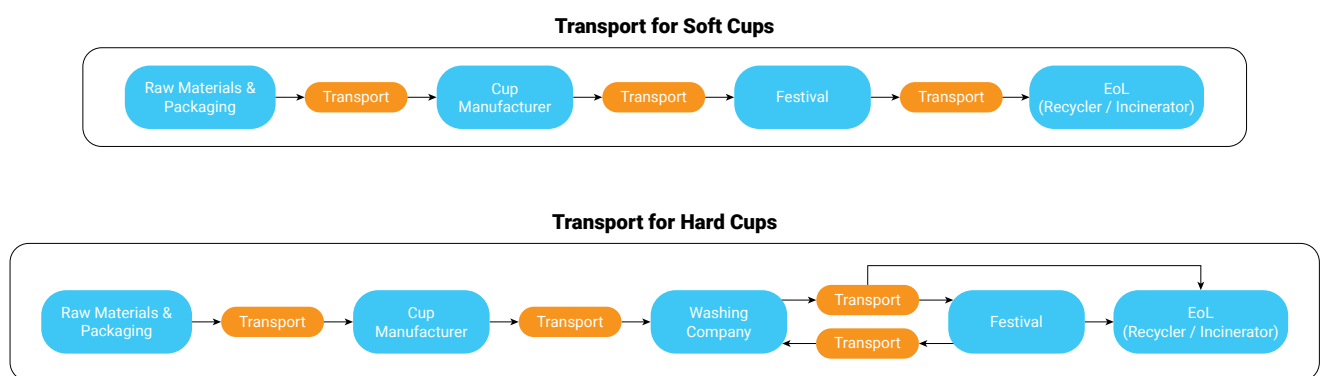 Transport for Soft Cups
Raw Materials &
Packaging
Transport
Cup
Manufacturer
Transport
Festival
Transport
EoL
(Recycler / Incinerator)
Transport for Hard Cups
Raw Materials &
Packaging
Transport
Cup
Manufacturer
Transport
Washing
Company
Transport
Transport
Festival
EoL
(Recycler / Incinerator)